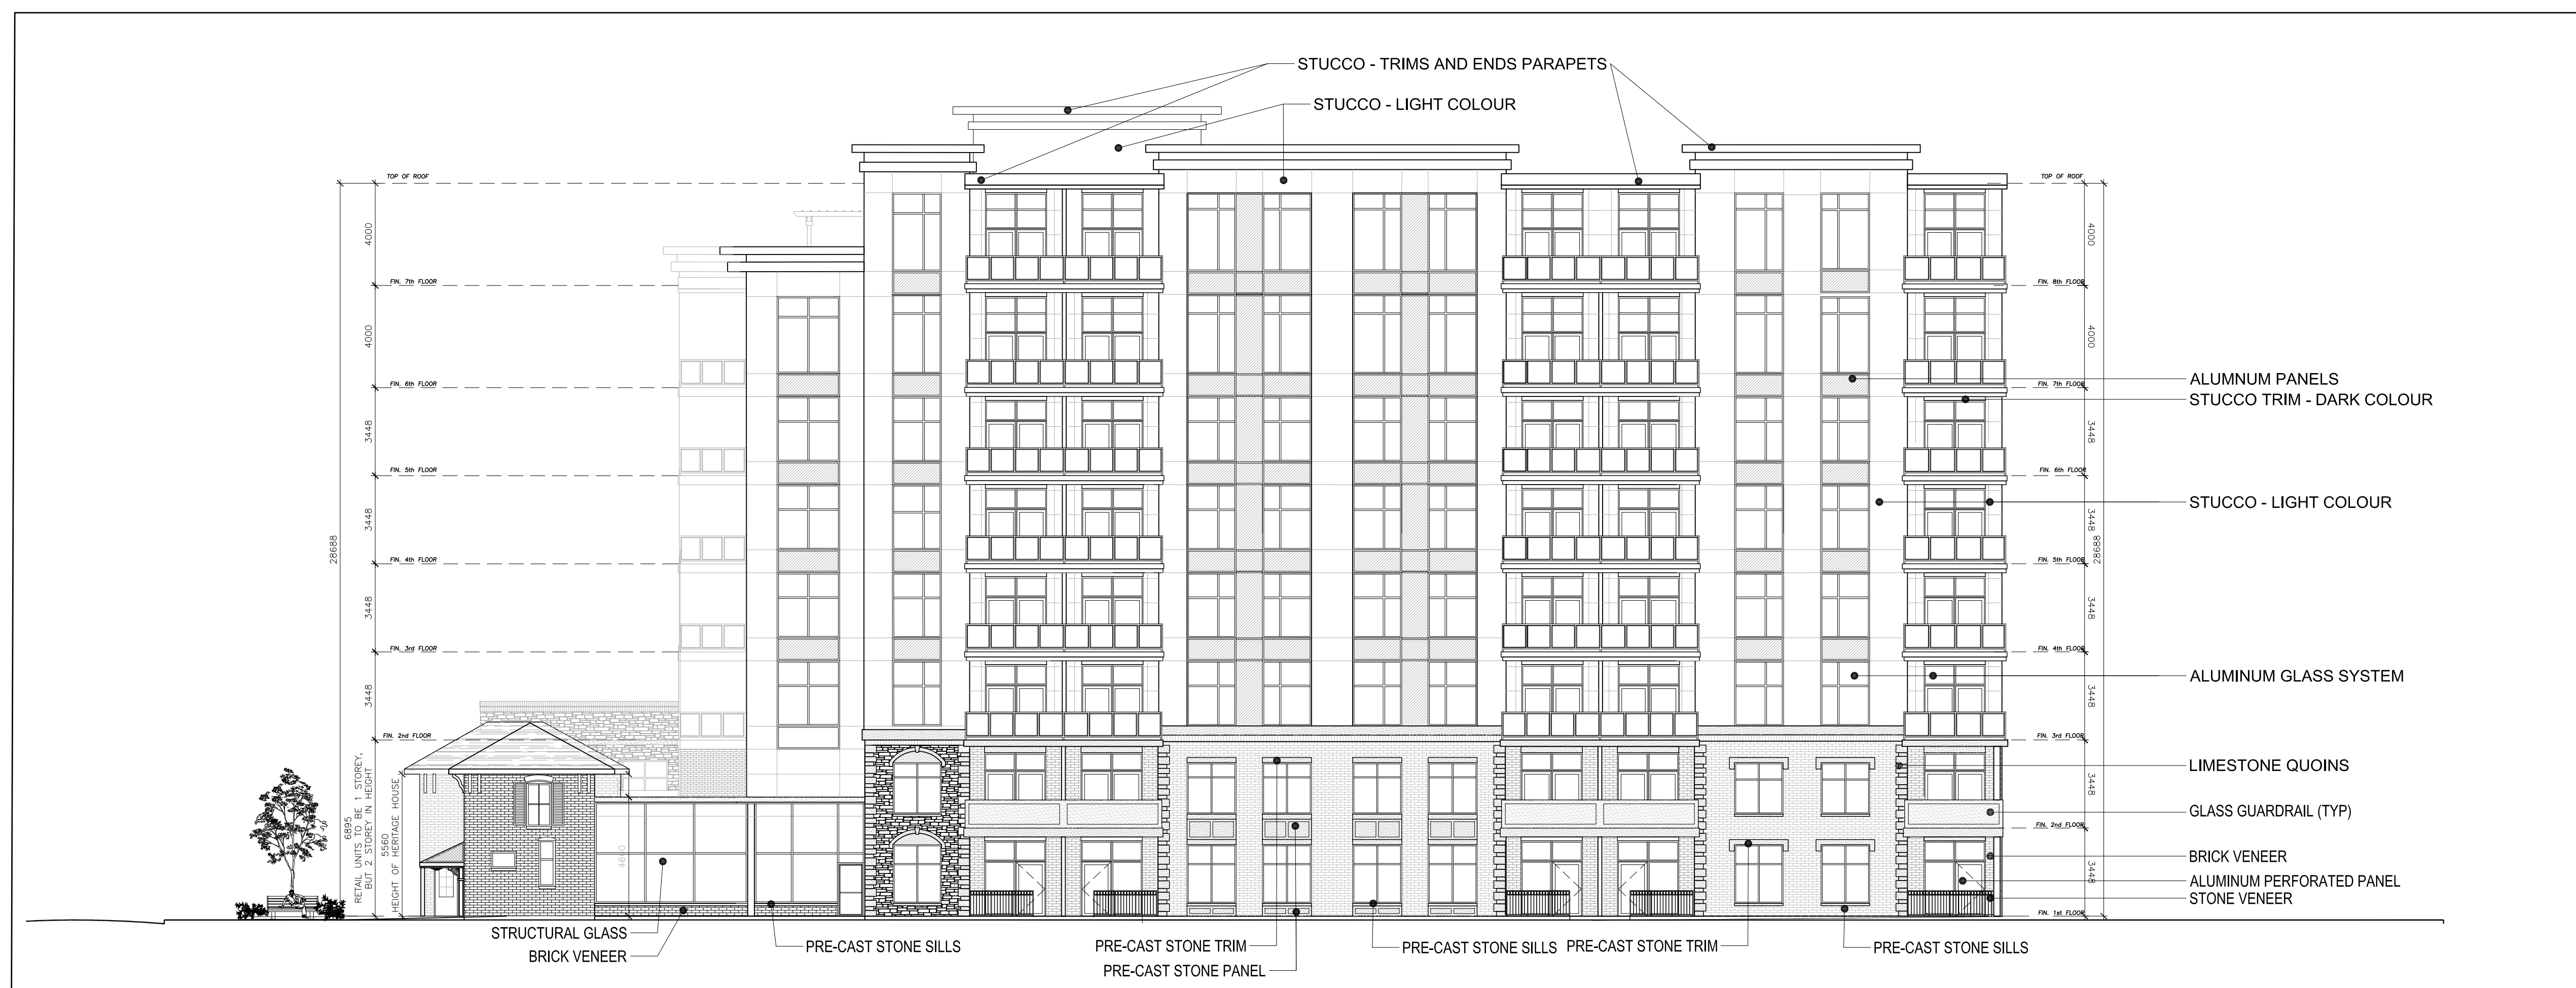 STUCCO - TRIMS AND ENDS PARAPETS
STUCCO - LIGHT COLOUR
TOP OF ROOF
4000
FIN. 7th FLOOR
4000
FIN. 6th FLOOR
3448
FIN. 5th FLOOR
3448
28688
FIN. 4th FLOOR
3448
FIN. 3rd FLOOR
3448
FIN. 2nd FLOOR
6895
RETAIL UNITS TO BE 1 STOREY,
BUT 2 STOREY IN HEIGHT
5560
HEIGHT OF HERITAGE HOUSE
4600
TOP OF ROOF
4000
FIN. 8th FLOOR
4000
FIN. 7th FLOOR
3448
FIN. 6th FLOOR
3448
28688
FIN. 5th FLOOR
3448
FIN. 4th FLOOR
3448
FIN. 3rd FLOOR
3448
FIN. 2nd FLOOR
3448
FIN. 1st FLOOR
ALUMNUM PANELS
STUCCO TRIM - DARK COLOUR
STUCCO - LIGHT COLOUR
ALUMINUM GLASS SYSTEM
LIMESTONE QUOINS
GLASS GUARDRAIL (TYP)
BRICK VENEER
ALUMINUM PERFORATED PANEL
STONE VENEER
STRUCTURAL GLASS
BRICK VENEER
PRE-CAST STONE SILLS
PRE-CAST STONE TRIM
PRE-CAST STONE PANEL
PRE-CAST STONE SILLS
PRE-CAST STONE TRIM
PRE-CAST STONE SILLS